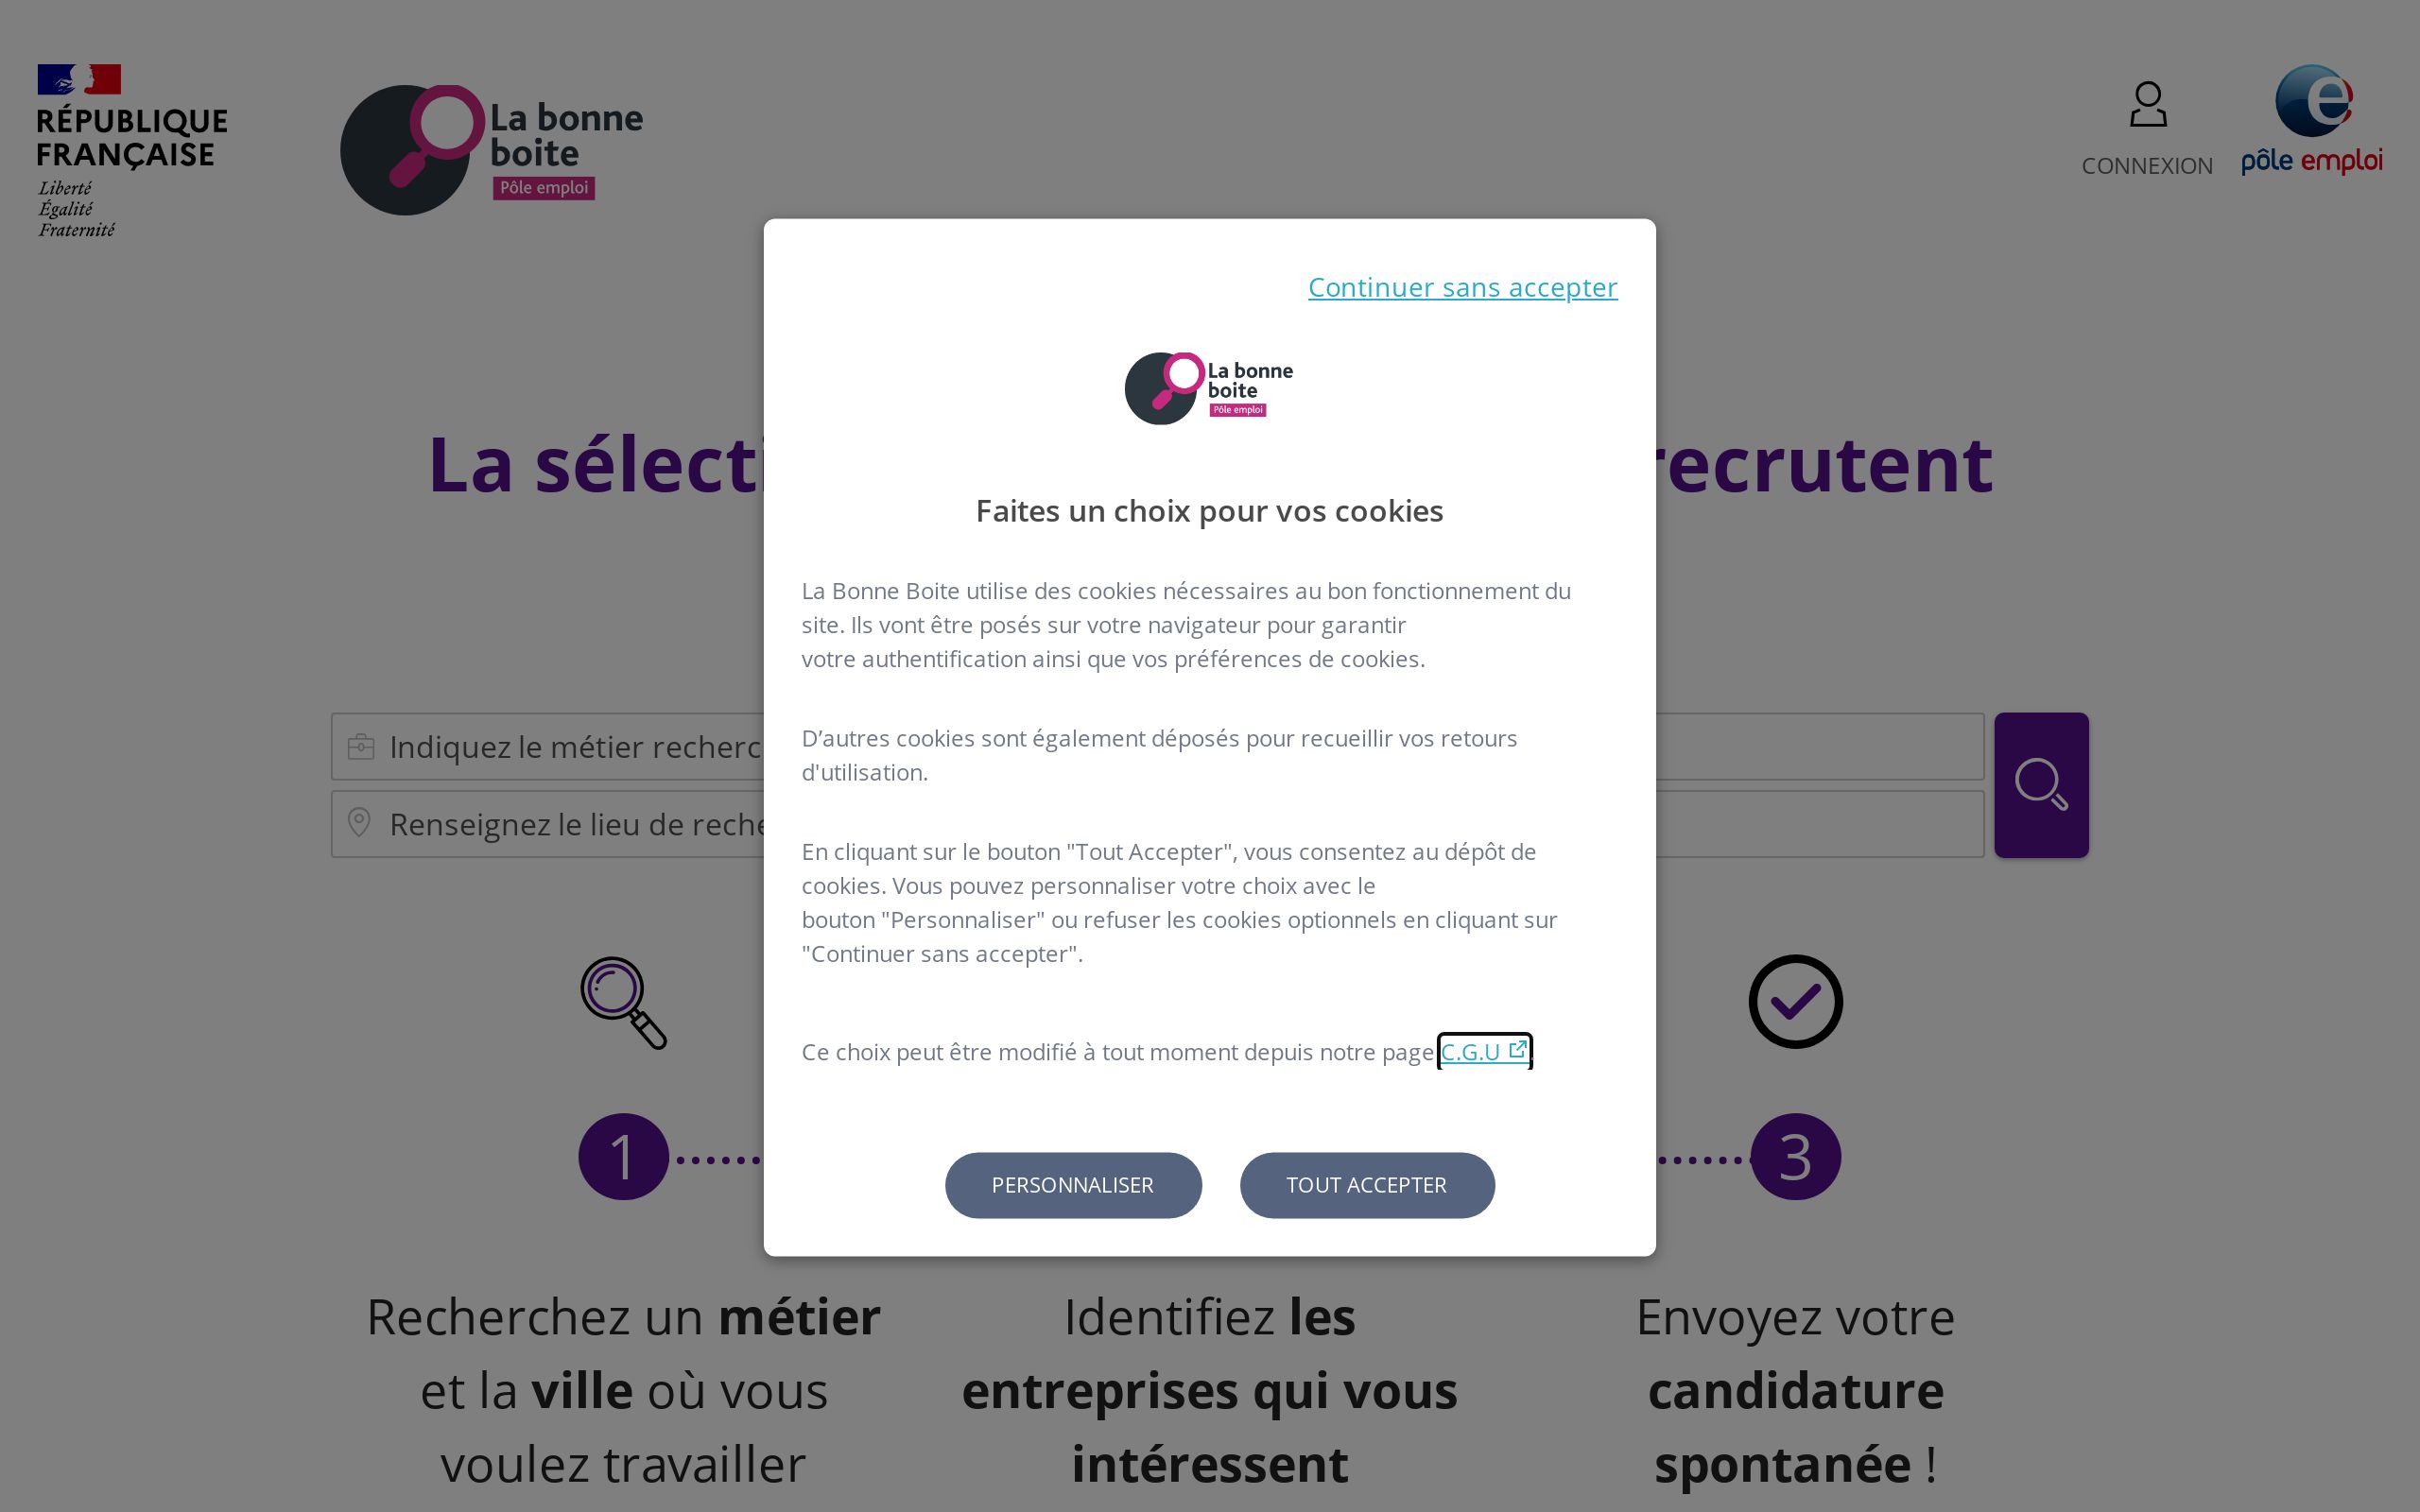 RÉPUBLIQUE
FRANÇAISE
Liberté
Égalité
Fraternité
La bonne
boite
Pôle emploi
CONNEXION
pôle emploi
Continuer sans accepter
La bonne
boite
Pôle emploi
La sélecti recrutent
Faites un choix pour vos cookies
La Bonne Boite utilise des cookies nécessaires au bon fonctionnement du
site. Ils vont être posés sur votre navigateur pour garantir
votre authentification ainsi que vos préférences de cookies.
D’autres cookies sont également déposés pour recueillir vos retours
d'utilisation.
En cliquant sur le bouton "Tout Accepter", vous consentez au dépôt de
cookies. Vous pouvez personnaliser votre choix avec le
bouton "Personnaliser" ou refuser les cookies optionnels en cliquant sur
"Continuer sans accepter".
Ce choix peut être modifié à tout moment depuis notre page C.G.U.
PERSONNALISER
TOUT ACCEPTER
Indiquez le métier recherc
Renseignez le lieu de reche
1
3
Recherchez un métier
et la ville où vous
voulez travailler
Identifiez les
entreprises qui vous
intéressent
Envoyez votre
candidature
spontanée !